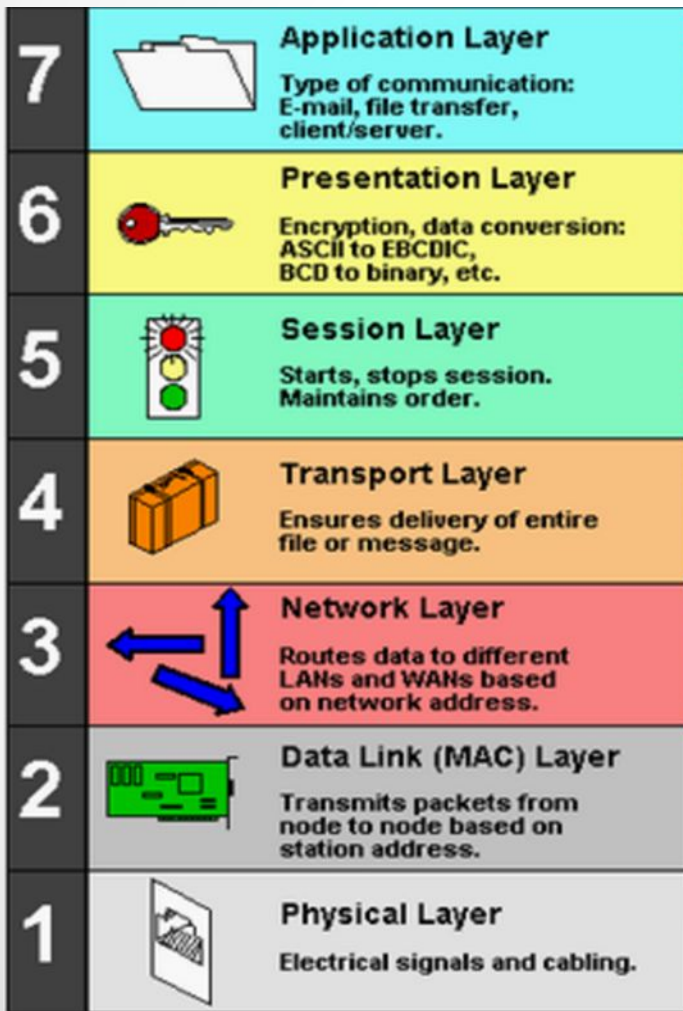 7
Application Layer
Type of communication:
E-mail, file transfer,
client/server.
6
Presentation Layer
Encryption, data conversion:
ASCII to EBCDIC,
BCD to binary, etc.
5
Session Layer
Starts, stops session.
Maintains order.
4
Transport Layer
Ensures delivery of entire
file or message.
3
Network Layer
Routes data to different
LANs and WANs based
on network address.
2
Data Link (MAC) Layer
Transmits packets from
node to node based on
station address.
1
Physical Layer
Electrical signals and cabling.